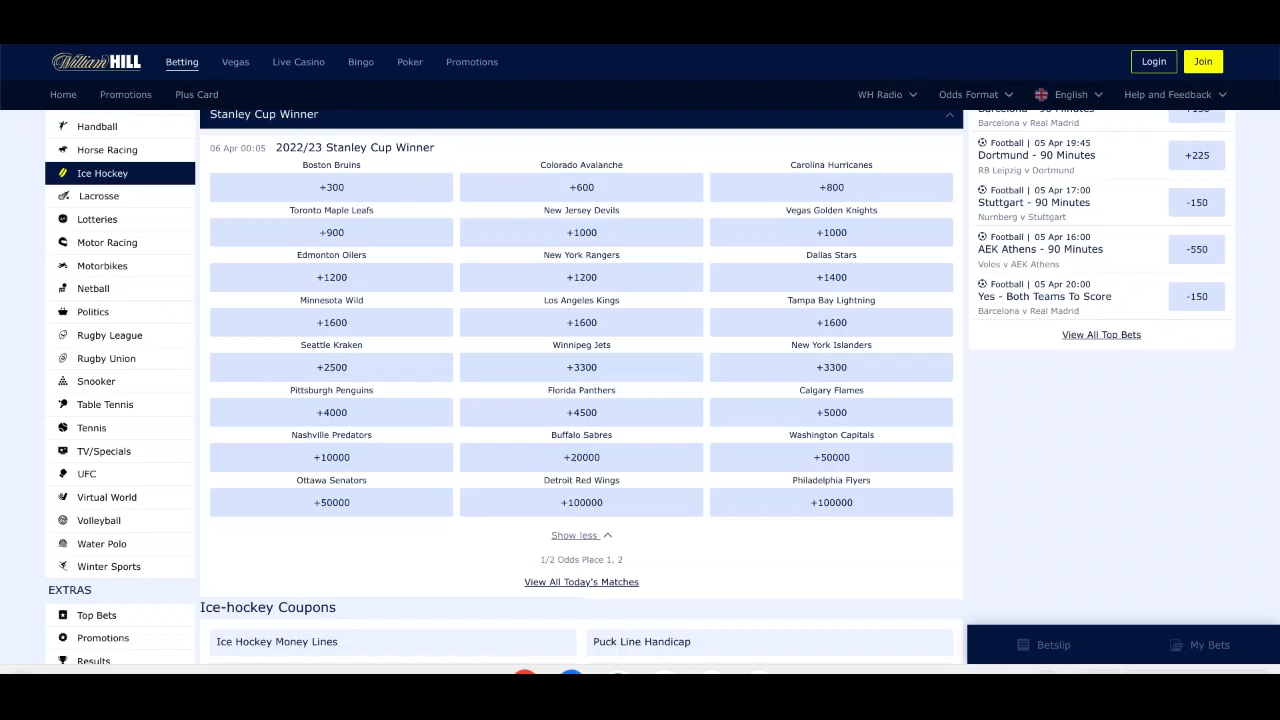 William HILL
Betting Vegas Live Casino Bingo Poker Promotions
Login Join
Home Promotions Plus Card
WH Radio Odds Format English Help and Feedback
Handball
Horse Racing
Ice Hockey
Lacrosse
Lotteries
Motor Racing
Motorbikes
Netball
Politics
Rugby League
Rugby Union
Snooker
Table Tennis
Tennis
TV/Specials
UFC
Virtual World
Volleyball
Water Polo
Winter Sports
EXTRAS
Top Bets
Promotions
Results
Stanley Cup Winner
06 Apr 00:05 2022/23 Stanley Cup Winner
Boston Bruins Colorado Avalanche Carolina Hurricanes
+300 +600 +800
Toronto Maple Leafs New Jersey Devils Vegas Golden Knights
+900 +1000 +1000
Edmonton Oilers New York Rangers Dallas Stars
+1200 +1200 +1400
Minnesota Wild Los Angeles Kings Tampa Bay Lightning
+1600 +1600 +1600
Seattle Kraken Winnipeg Jets New York Islanders
+2500 +3300 +3300
Pittsburgh Penguins Florida Panthers Calgary Flames
+4000 +4500 +5000
Nashville Predators Buffalo Sabres Washington Capitals
+10000 +20000 +50000
Ottawa Senators Detroit Red Wings Philadelphia Flyers
+50000 +100000 +100000
Show less
1/2 Odds Place 1, 2
View All Today's Matches
Ice-hockey Coupons
Ice Hockey Money Lines Puck Line Handicap
Barcelona - 90 Minutes
Barcelona v Real Madrid
Football | 05 Apr 19:45
Dortmund - 90 Minutes +225
RB Leipzig v Dortmund
Football | 05 Apr 17:00
Stuttgart - 90 Minutes -150
Nurnberg v Stuttgart
Football | 05 Apr 16:00
AEK Athens - 90 Minutes -550
Volos v AEK Athens
Football | 05 Apr 20:00
Yes - Both Teams To Score -150
Barcelona v Real Madrid
View All Top Bets
Betslip My Bets